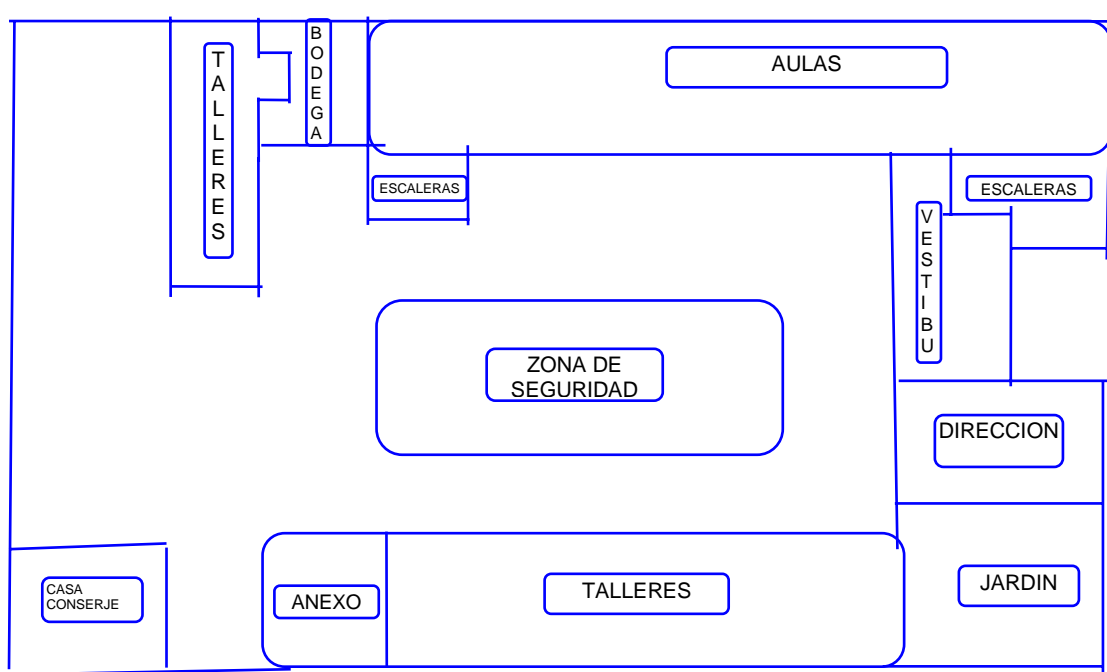 TALLERES
BODEGA
AULAS
ESCALERAS
ESCALERAS
VESTIBU
ZONA DE
SEGURIDAD
DIRECCION
CASA
CONSERJE
ANEXO
TALLERES
JARDIN